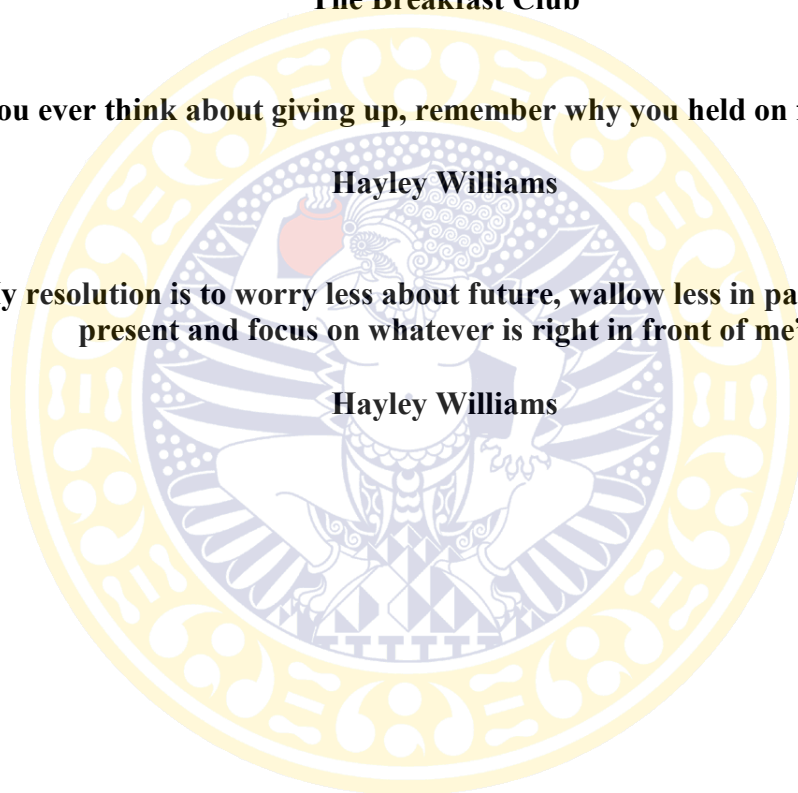 The Breakfast Club
ou ever think about giving up, remember why you held on
Hayley Williams
y resolution is to worry less about future, wallow less in pa
present and focus on whatever is right in front of me"
Hayley Williams